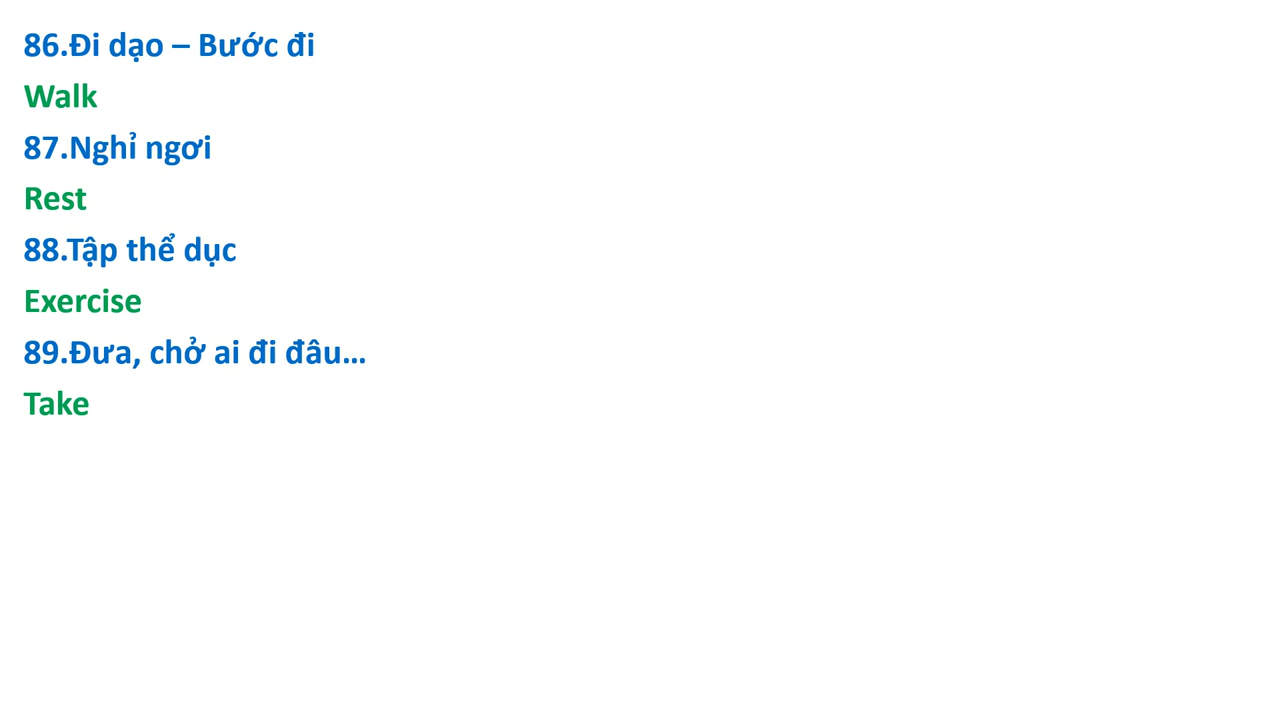 86.Đi dạo – Bước đi
Walk
87.Nghỉ ngơi
Rest
88.Tập thể dục
Exercise
89.Đưa, chở ai đi đâu...
Take